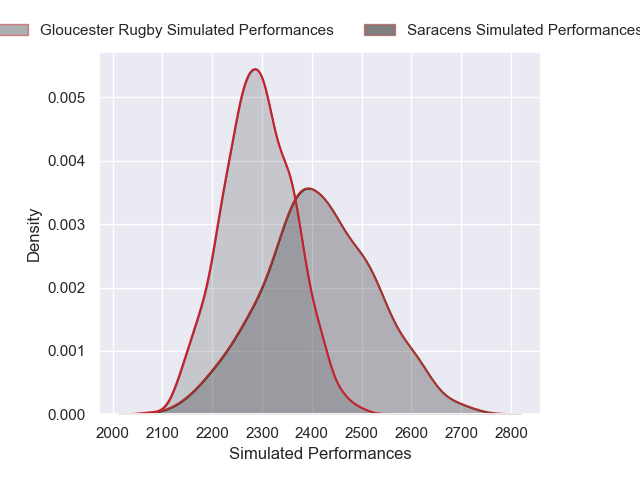 Gloucester Rugby Simulated Performances
Saracens Simulated Performances
0.005
0.004
0.003
0.002
0.001
0.000
Density
2000 2100 2200 2300 2400 2500 2600 2700 2800
Simulated Performances